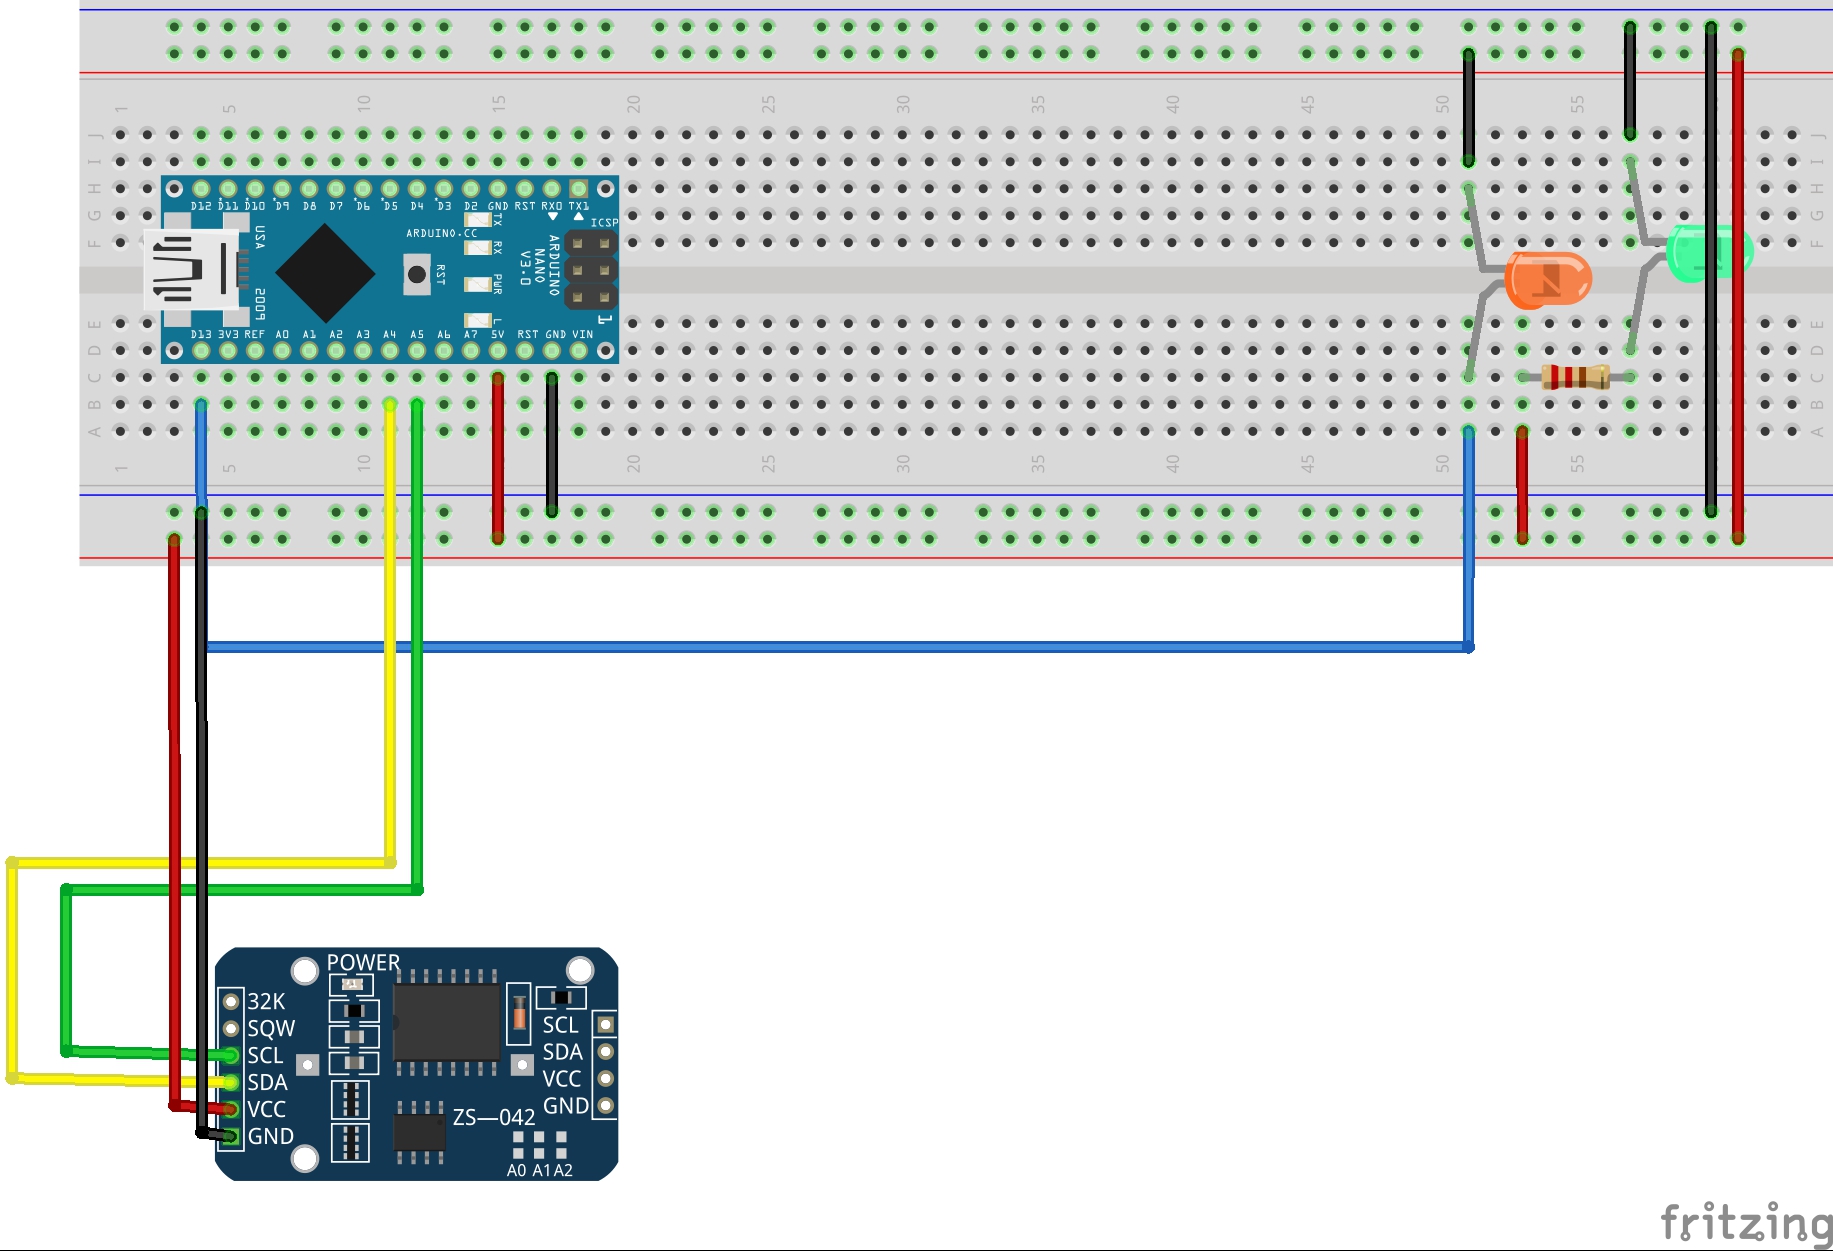 1 5 10 15 20 25 30 35 40 45 50 55
J J
I I
H H
G G
F F
D12 D11 D10 D9 D8 D7 D6 D5 D4 D3 D2 GND RST RX0 TX1
ICSP
TX
RX
PWR
L
ARDUINO.CC
RST
ARDUINO
NANO
V3.0
USA
2009
1
D13 3V3 REF A0 A1 A2 A3 A4 A5 A6 A7 5V RST GND VIN
E E
D D
C C
B B
A A
1 5 10 15 20 25 30 35 40 45 50 55
POWER
32K
SQW
SCL
SDA
VCC
GND
SCL
SDA
VCC
GND
ZS—042
A0 A1 A2
fritzing